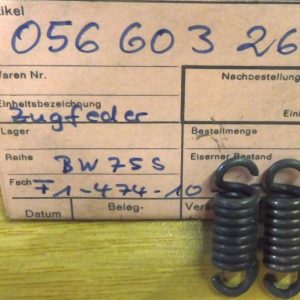 ikel
056 603 26
Waren Nr.
Nachbestellung
Einheitsbezeichnung
Zugfeder
Lager
Bestellmenge
Reihe
BW 75 S
Eiserner Bestand
Fach
71-474-10
Datum
Beleg-